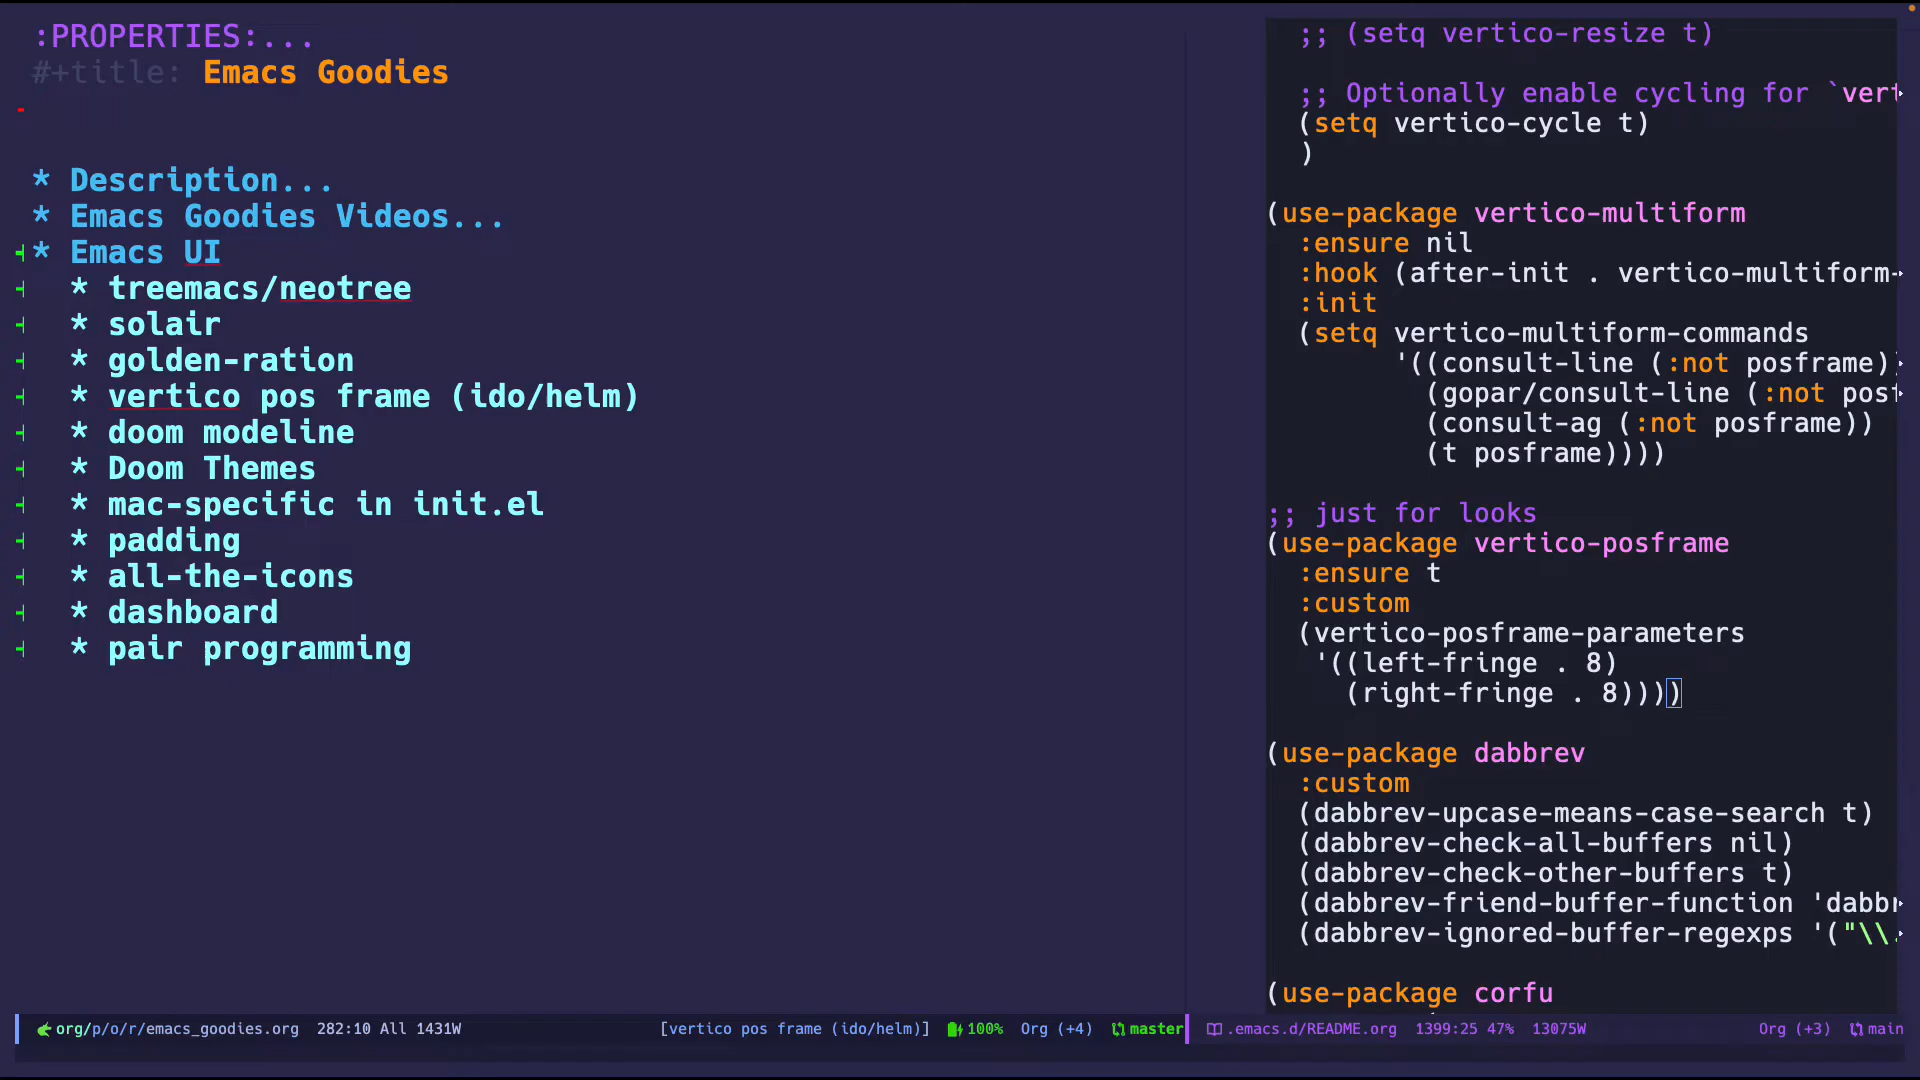 :PROPERTIES:...
#+title: Emacs Goodies
* Description...
* Emacs Goodies Videos...
* Emacs UI
* treemacs/neotree
* solair
* golden-ration
* vertico pos frame (ido/helm)
* doom modeline
* Doom Themes
* mac-specific in init.el
* padding
* all-the-icons
* dashboard
* pair programming
org/p/o/r/emacs_goodies.org 282:10 All 1431W [vertico pos frame (ido/helm)] 100% Org (+4) master
;; (setq vertico-resize t)
;; Optionally enable cycling for `vert
(setq vertico-cycle t)
)
(use-package vertico-multiform
:ensure nil
:hook (after-init . vertico-multiform-
:init
(setq vertico-multiform-commands
'((consult-line (:not posframe))
(gopar/consult-line (:not posf
(consult-ag (:not posframe))
(t posframe))))
;; just for looks
(use-package vertico-posframe
:ensure t
:custom
(vertico-posframe-parameters
'((left-fringe . 8)
(right-fringe . 8))))
(use-package dabbrev
:custom
(dabbrev-upcase-means-case-search t)
(dabbrev-check-all-buffers nil)
(dabbrev-check-other-buffers t)
(dabbrev-friend-buffer-function 'dabbr
(dabbrev-ignored-buffer-regexps '("\\.
(use-package corfu
.emacs.d/README.org 1399:25 47% 13075W Org (+3) main